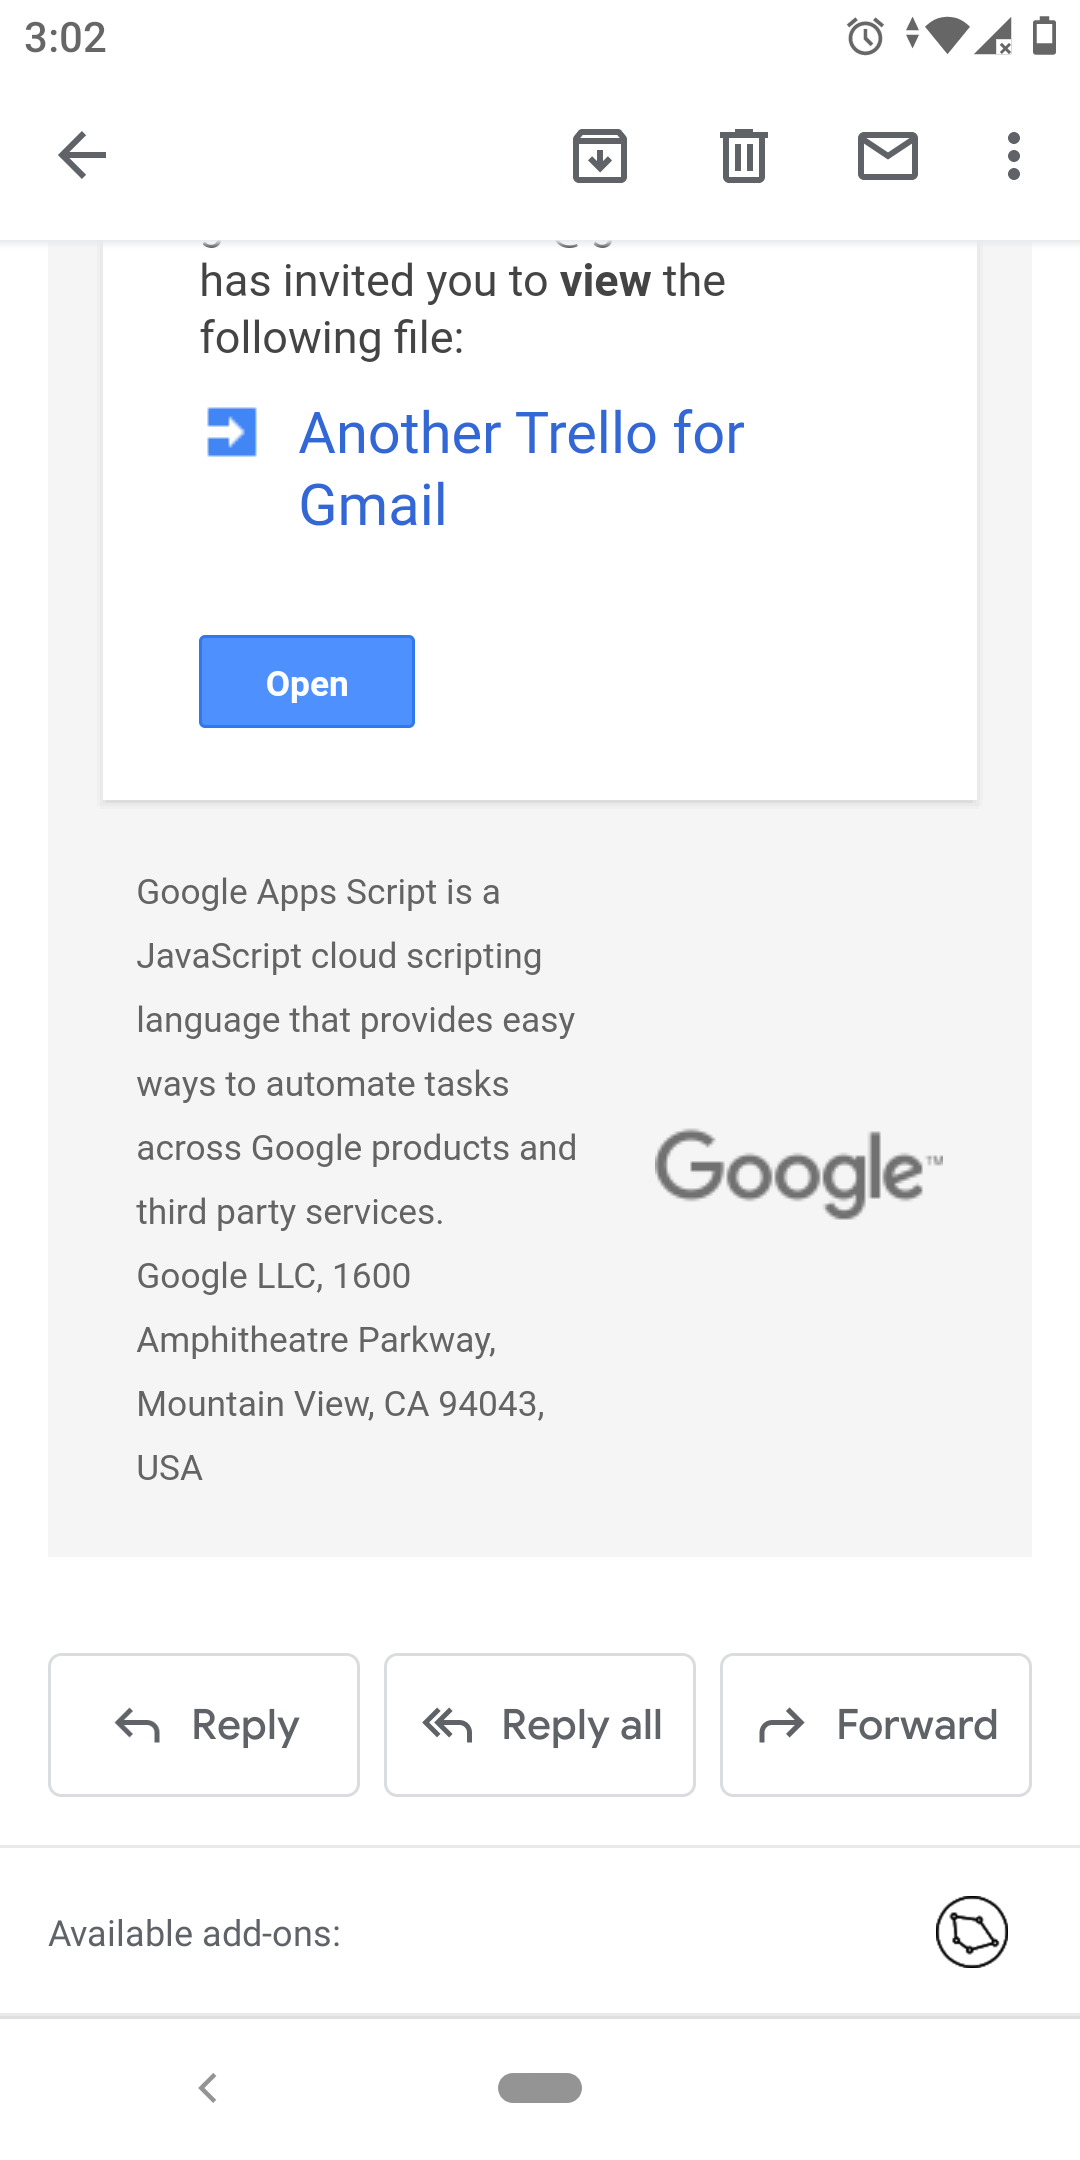 3:02
has invited you to view the
following file:
Another Trello for
Gmail
Open
Google Apps Script is a
JavaScript cloud scripting
language that provides easy
ways to automate tasks
across Google products and
third party services.
Google LLC, 1600
Amphitheatre Parkway,
Mountain View, CA 94043,
USA
Google™
Reply
Reply all
Forward
Available add-ons: